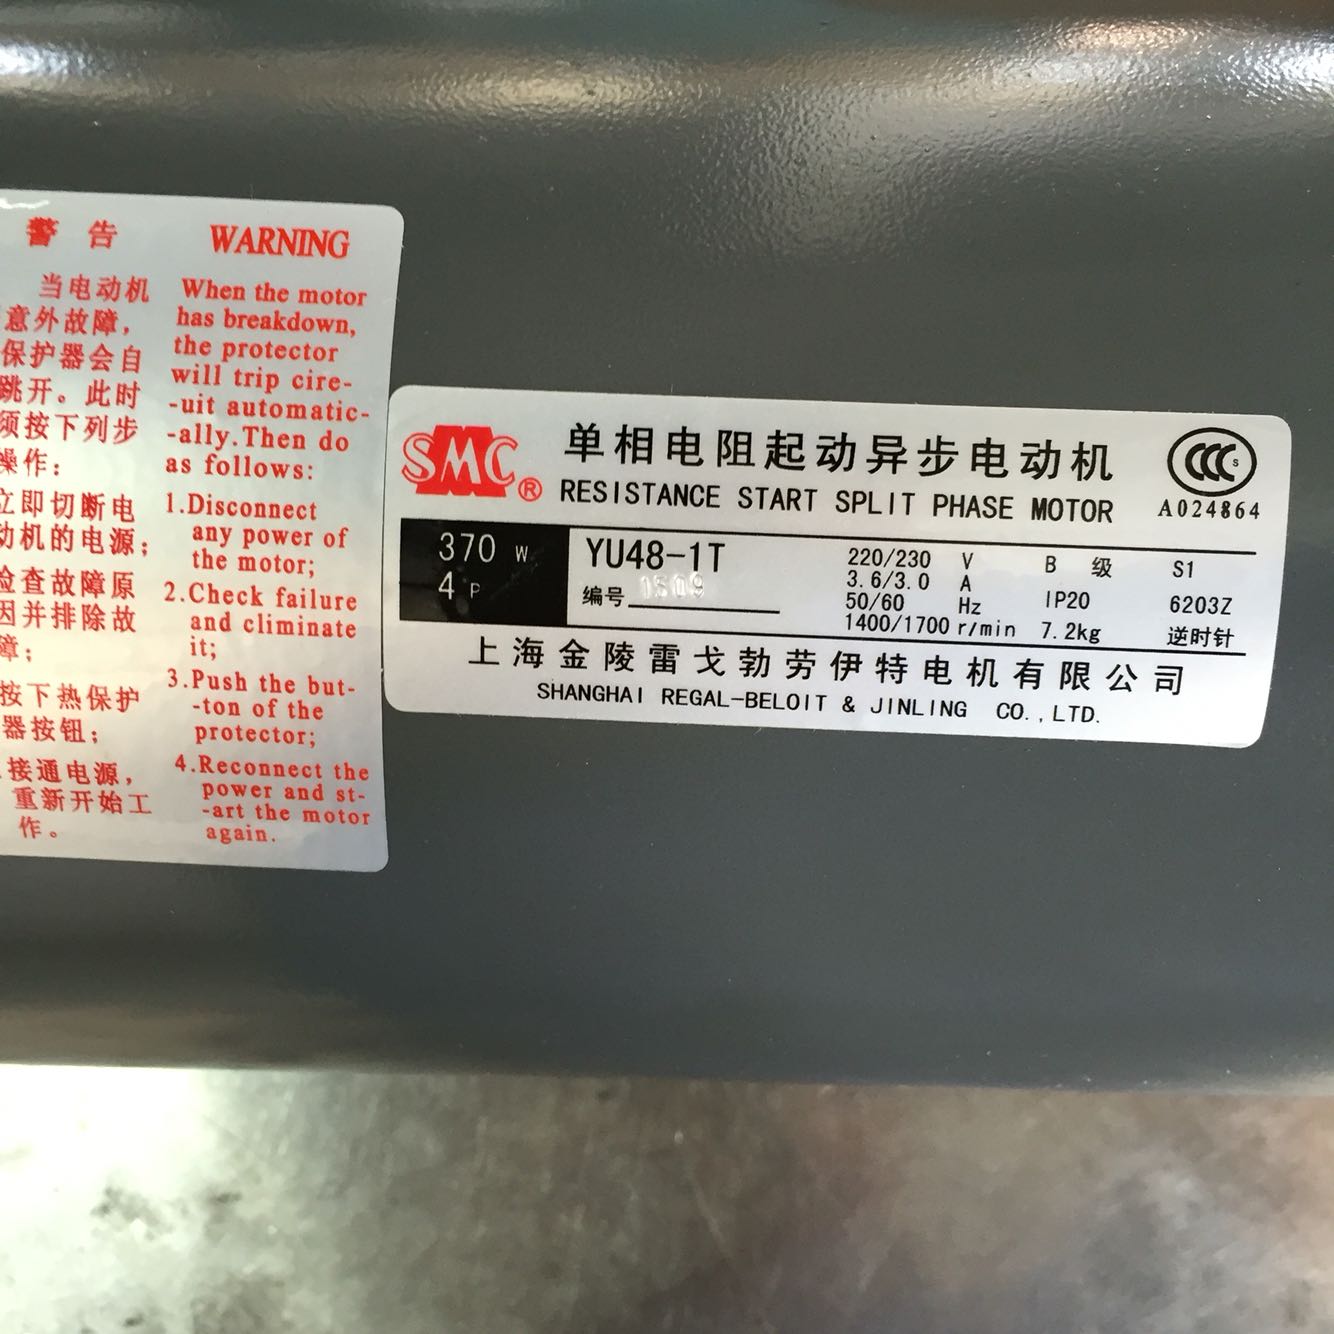 警 告
当电动机
意外故障，
保护器会自
跳开。此时
须按下列步
操作：
立即切断电
动机的电源；
检查故障原
因并排除故
障；
按下热保护
器按钮；
接通电源，
重新开始工
作。
WARNING
When the motor
has breakdown,
the protector
will trip cire-
-uit automatic-
-ally.Then do
as follows:
1.Disconnect
any power of
the motor;
2.Check failure
and climinate
it;
3.Push the but-
-ton of the
protector;
4.Reconnect the
power and st-
-art the motor
again.
SMC®
单相电阻起动异步电动机
RESISTANCE START SPLIT PHASE MOTOR
CCC S
A024864
370 W
4 P
YU48-1T
编号 1509
220/230 V
3.6/3.0 A
50/60 Hz
1400/1700 r/min
B 级
IP20
7.2kg
S1
6203Z
逆时针
上海金陵雷戈勃劳伊特电机有限公司
SHANGHAI REGAL-BELOIT & JINLING CO.,LTD.